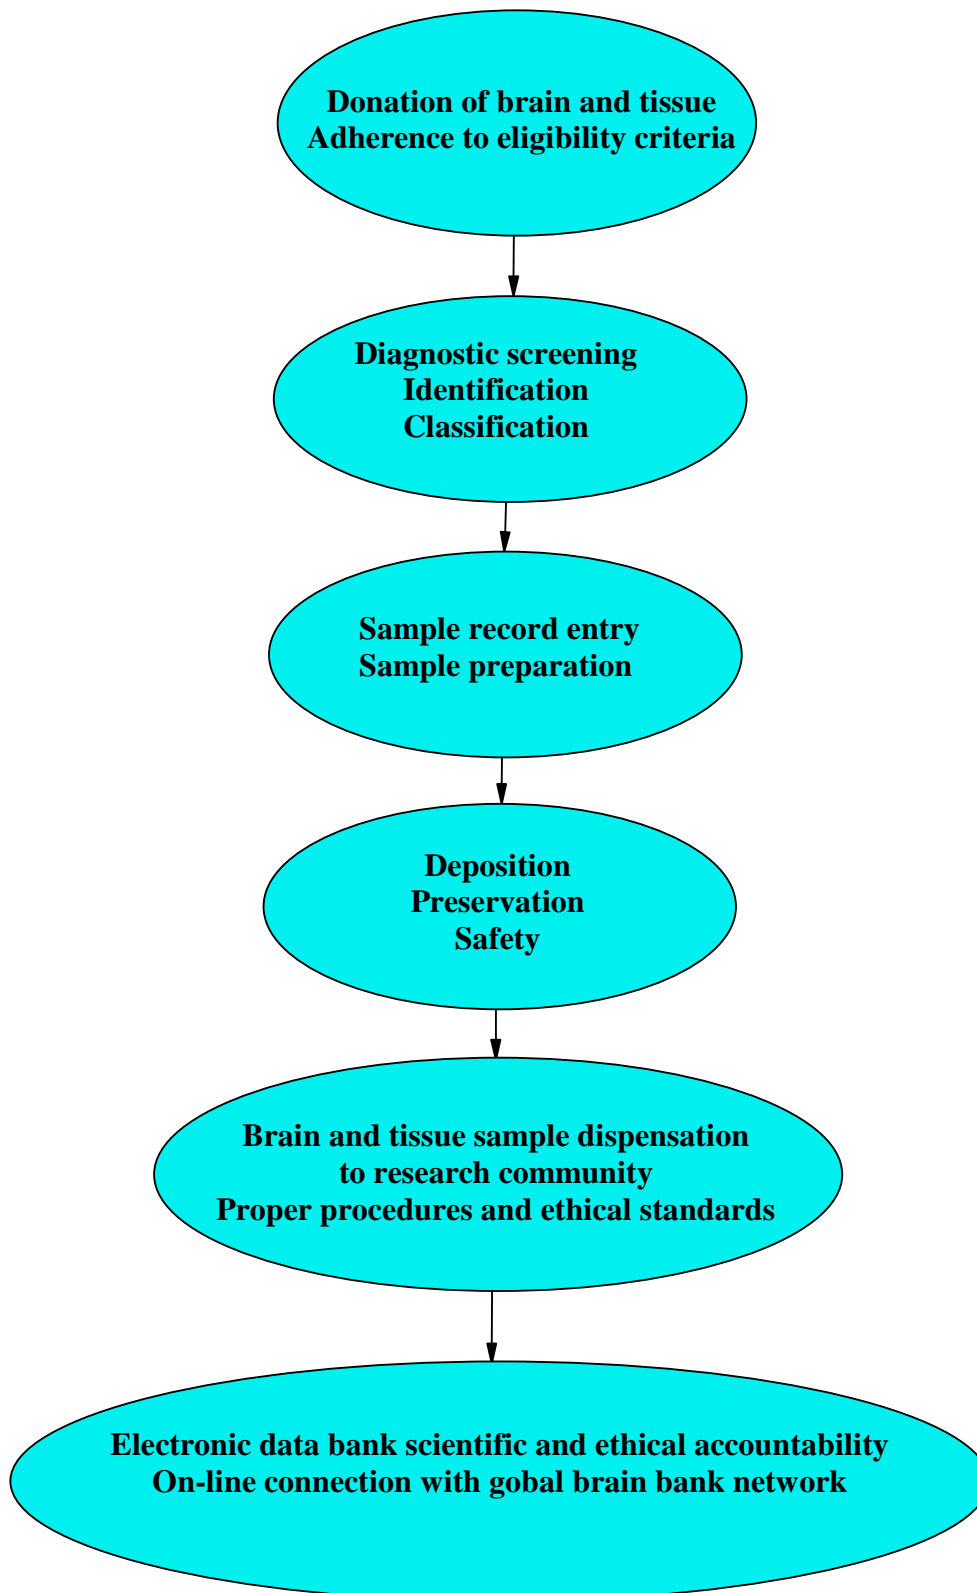 Donation of brain and tissue
Adherence to eligibility criteria
Diagnostic screening
Identification
Classification
Sample record entry
Sample preparation
Deposition
Preservation
Safety
Brain and tissue sample dispensation
to research community
Proper procedures and ethical standards
Electronic data bank scientific and ethical accountability
On-line connection with gobal brain bank network